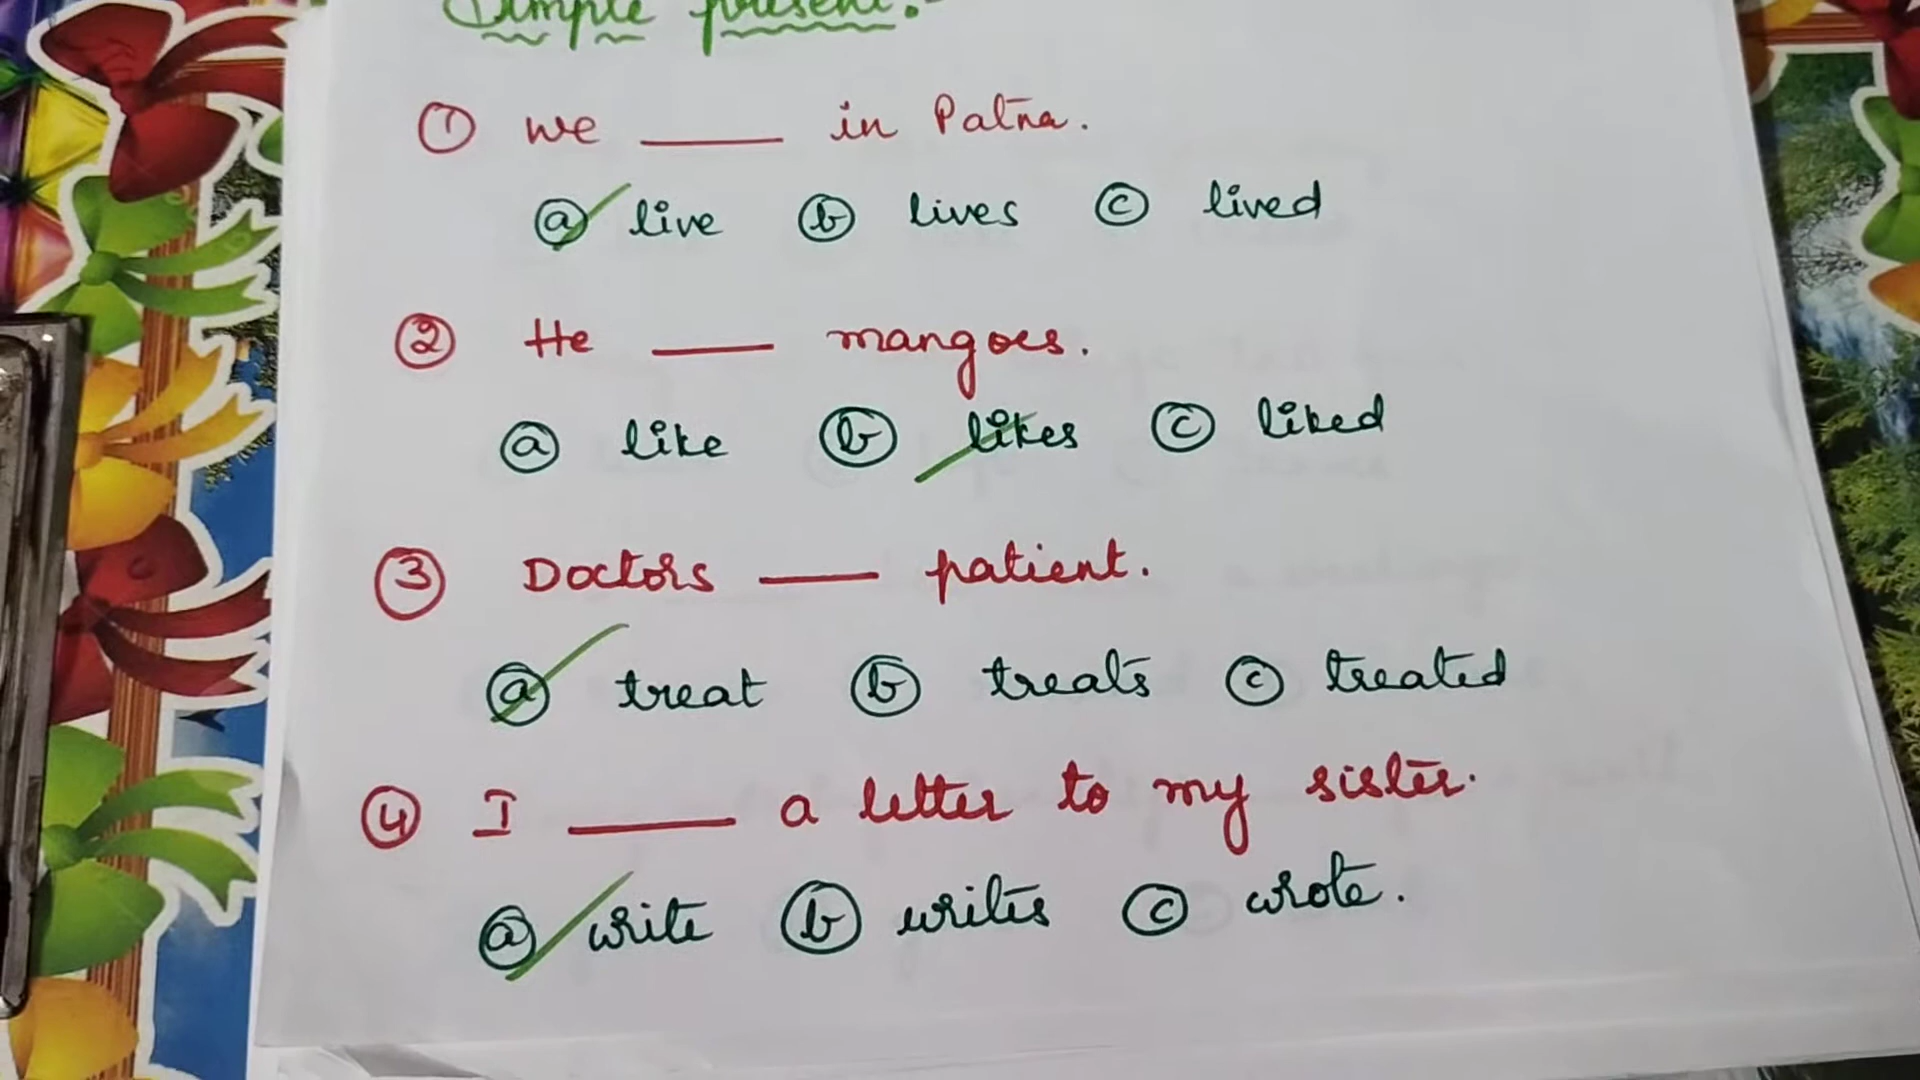 Simple present:-
① we ____ in Patna.
ⓐ live ⓑ lives ⓒ lived
② He ____ mangoes.
ⓐ like ⓑ likes ⓒ liked
③ Doctors ____ patient.
ⓐ treat ⓑ treats ⓒ treated
④ I ____ a letter to my sister.
ⓐ write ⓑ writes ⓒ wrote.